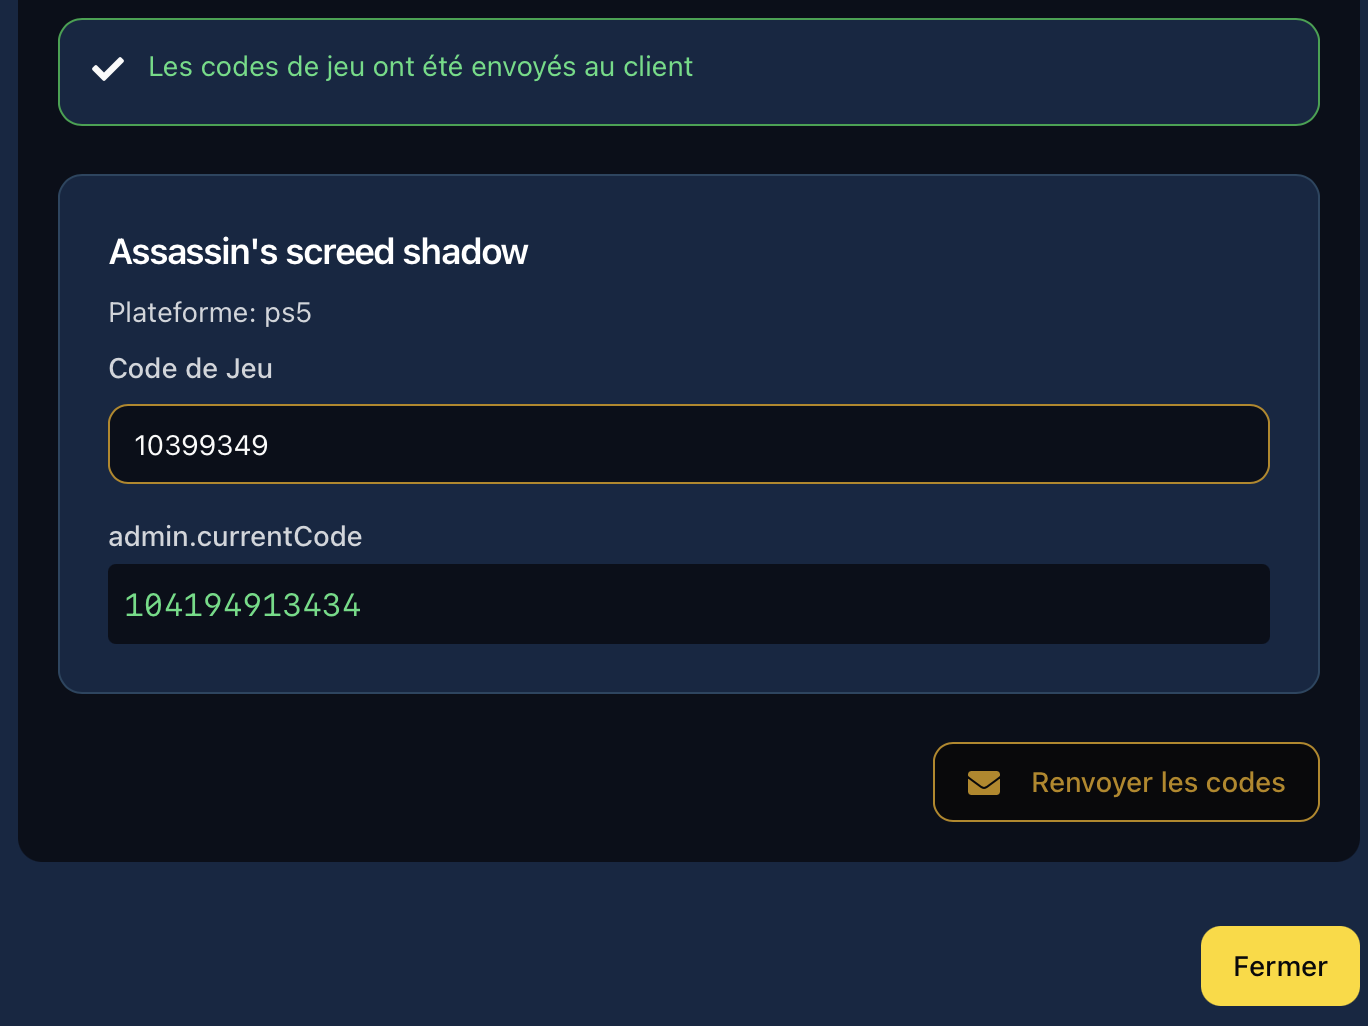 Les codes de jeu ont été envoyés au client
Assassin's screed shadow
Plateforme: ps5
Code de Jeu
10399349
admin.currentCode
104194913434
Renvoyer les codes
Fermer